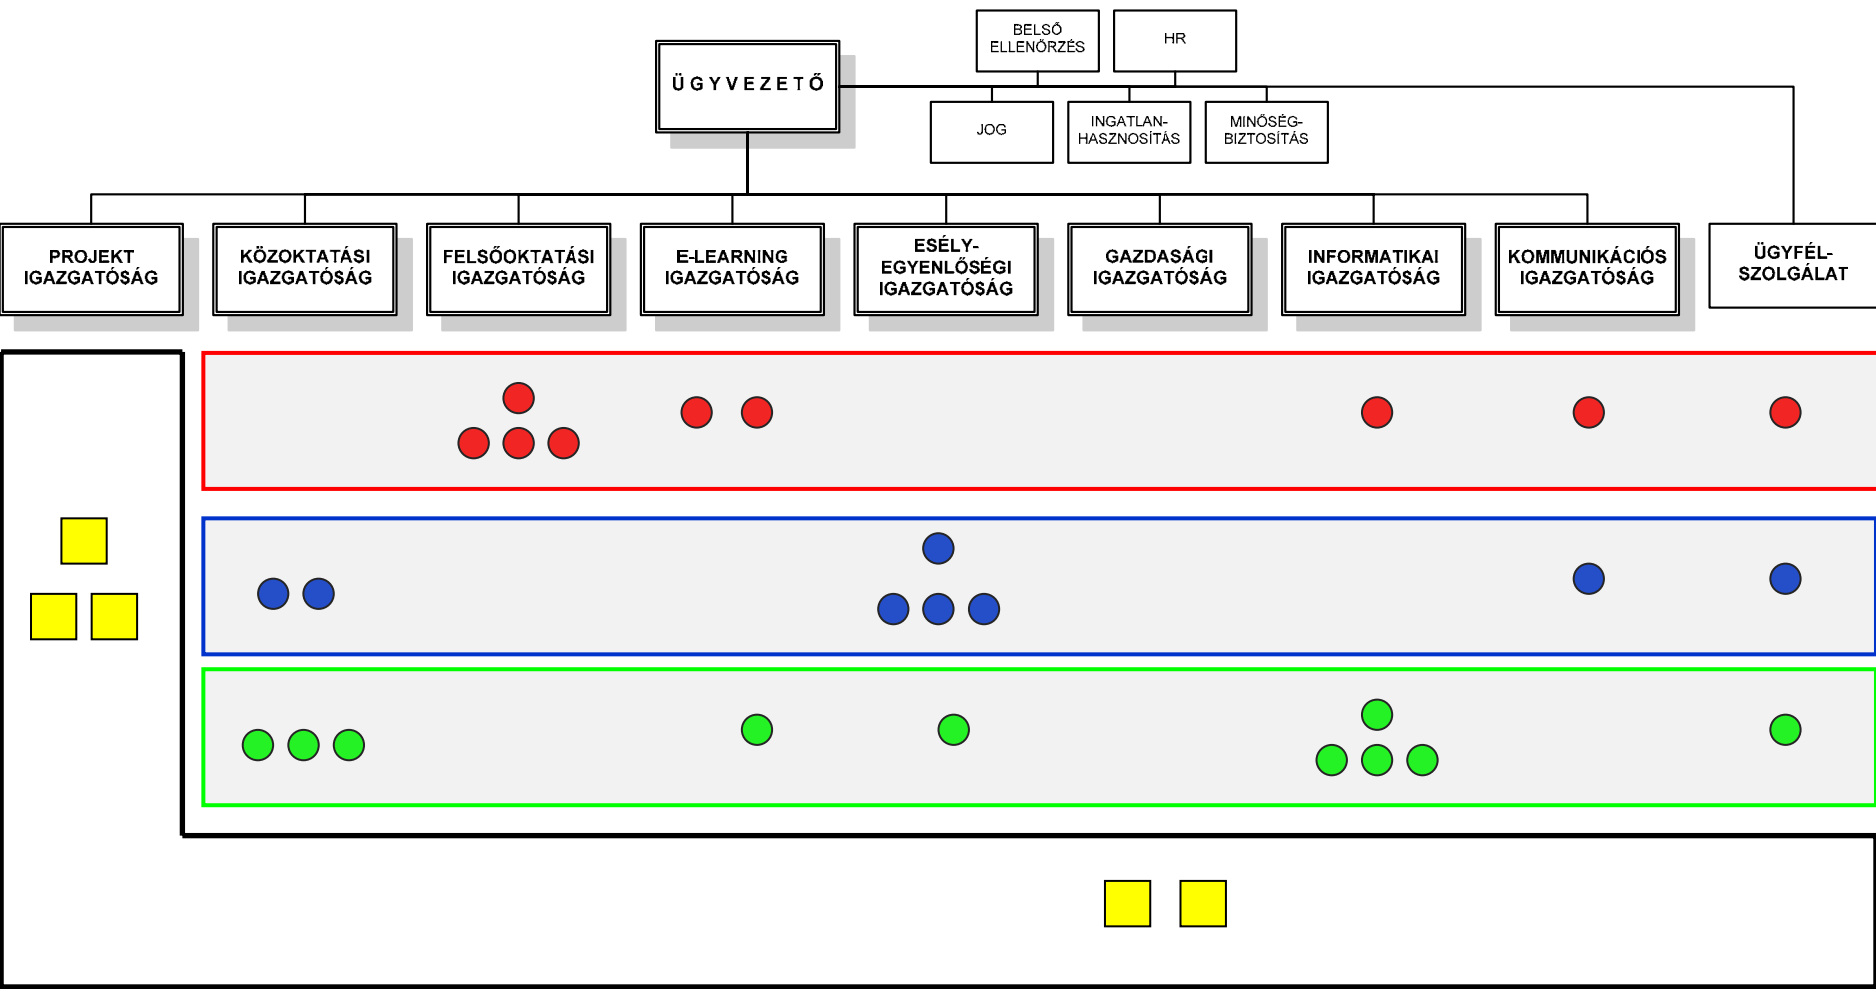 BELSŐ
ELLENŐRZÉS
HR
ÜGYVEZETŐ
JOG
INGATLAN-
HASZNOSÍTÁS
MINŐSÉG-
BIZTOSÍTÁS
PROJEKT
IGAZGATÓSÁG
KÖZOKTATÁSI
IGAZGATÓSÁG
FELSŐOKTATÁSI
IGAZGATÓSÁG
E-LEARNING
IGAZGATÓSÁG
ESÉLY-
EGYENLŐSÉGI
IGAZGATÓSÁG
GAZDASÁGI
IGAZGATÓSÁG
INFORMATIKAI
IGAZGATÓSÁG
KOMMUNIKÁCIÓS
IGAZGATÓSÁG
ÜGYFÉL-
SZOLGÁLAT